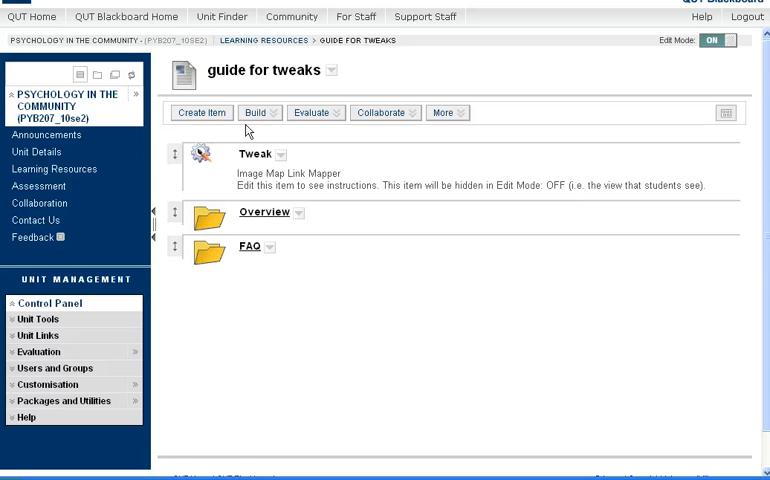 QUT Blackboard
QUT Home QUT Blackboard Home Unit Finder Community For Staff Support Staff Help Logout
PSYCHOLOGY IN THE COMMUNITY - (PYB207_10SE2) LEARNING RESOURCES > GUIDE FOR TWEAKS Edit Mode: ON
guide for tweaks
PSYCHOLOGY IN THE
COMMUNITY
(PYB207_10se2)
Announcements
Unit Details
Learning Resources
Assessment
Collaboration
Contact Us
Feedback
UNIT MANAGEMENT
Control Panel
Unit Tools
Unit Links
Evaluation
Users and Groups
Customisation
Packages and Utilities
Help
Create Item Build Evaluate Collaborate More
Tweak
Image Map Link Mapper
Edit this item to see instructions. This item will be hidden in Edit Mode: OFF (i.e. the view that students see).
Overview
FAQ